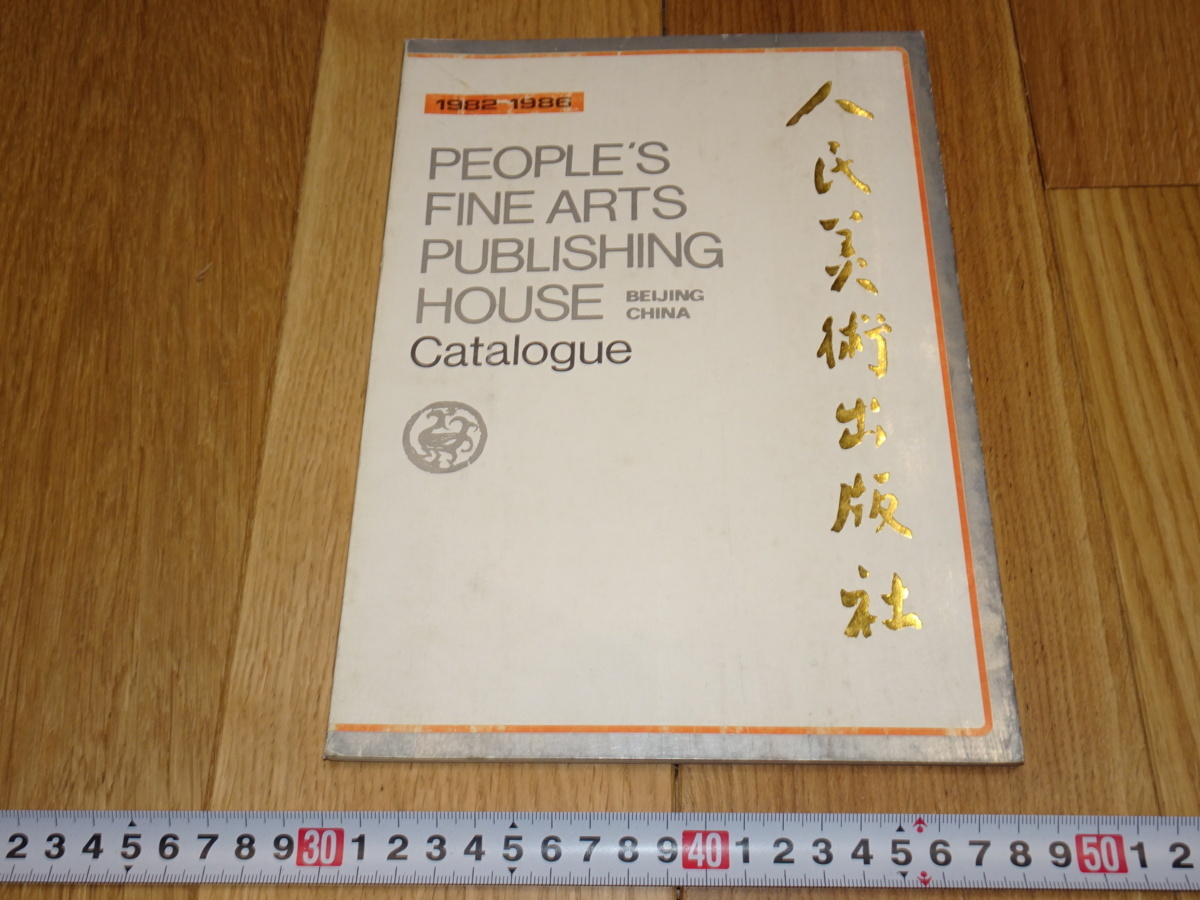 1982-1986
PEOPLE'S
FINE ARTS
PUBLISHING
HOUSE
BEIJING
CHINA
Catalogue
人民美術出版社
2 3 4 5 6 7 8 9 30 1 2 3 4 5 6 7 8 9 40 1 2 3 4 5 6 7 8 9 50 1 2